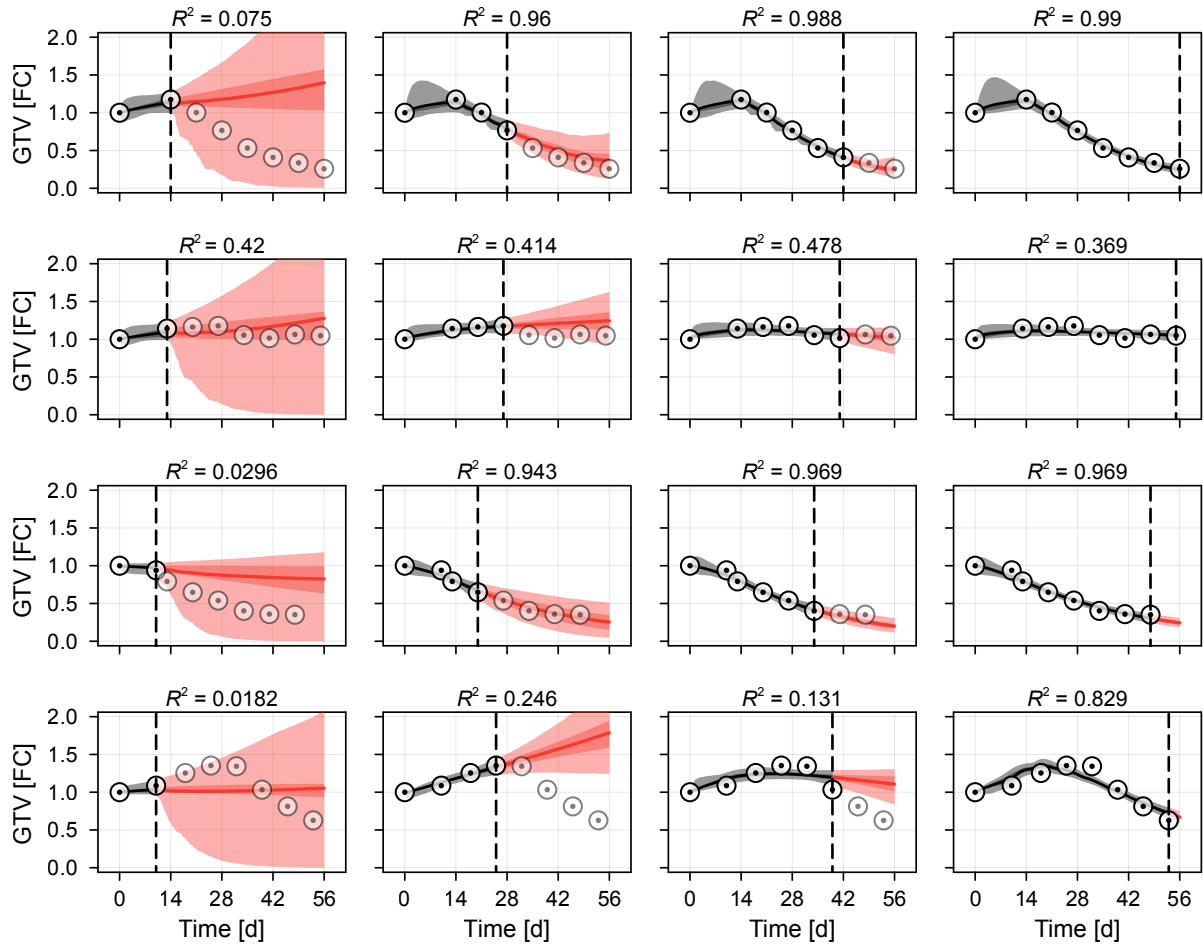 R² = 0.075 R² = 0.96 R² = 0.988 R² = 0.99
2.0
1.5
1.0
0.5
0.0
GTV [FC]
R² = 0.42 R² = 0.414 R² = 0.478 R² = 0.369
2.0
1.5
1.0
0.5
0.0
GTV [FC]
R² = 0.0296 R² = 0.943 R² = 0.969 R² = 0.969
2.0
1.5
1.0
0.5
0.0
GTV [FC]
R² = 0.0182 R² = 0.246 R² = 0.131 R² = 0.829
2.0
1.5
1.0
0.5
0.0
GTV [FC]
0 14 28 42 56 0 14 28 42 56 0 14 28 42 56 0 14 28 42 56
Time [d] Time [d] Time [d] Time [d]